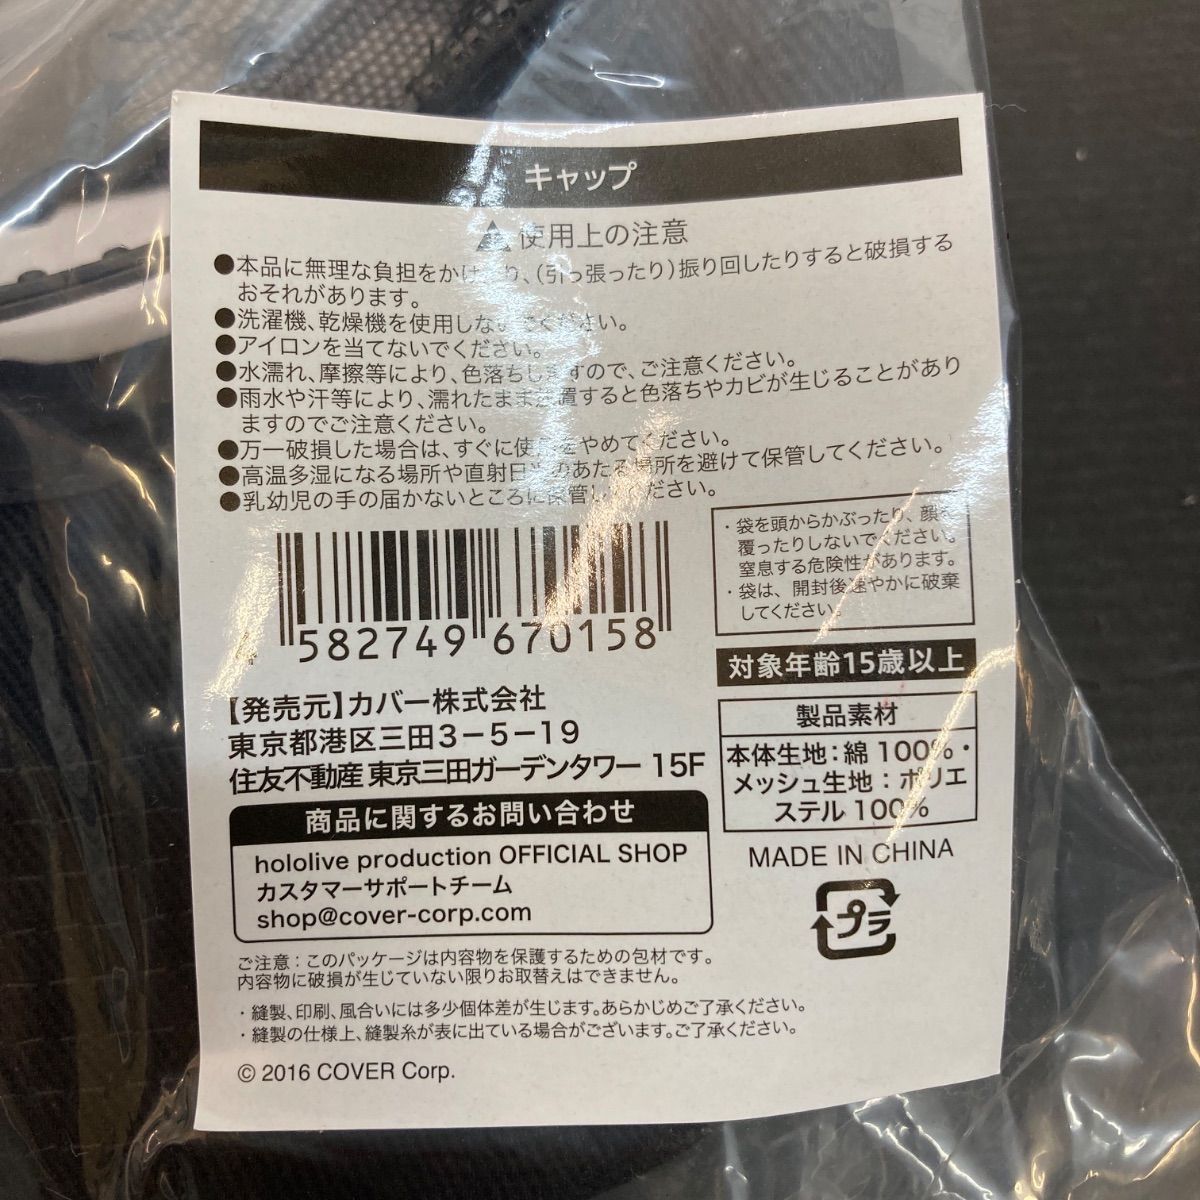 キャップ
使用上の注意
●本品に無理な負担をかけたり、(引っ張ったり)振り回したりすると破損する
おそれがあります。
●洗濯機、乾燥機を使用しないでください。
●アイロンを当てないでください。
●水濡れ、摩擦等により、色落ちしますので、ご注意ください。
●雨水や汗等により、濡れたまま放置すると色落ちやカビが生じることがあり
ますのでご注意ください。
●万一破損した場合は、すぐに使用をやめてください。
●高温多湿になる場所や直射日光のあたる場所を避けて保管してください。
●乳幼児の手の届かないところに保管してください。
・袋を頭からかぶったり、顔を
覆ったりしないでください。
窒息する危険性があります。
・袋は、開封後速やかに破棄
してください。
4 582749 670158
対象年齢15歳以上
【発売元】カバー株式会社
東京都港区三田3-5-19
住友不動産 東京三田ガーデンタワー 15F
製品素材
本体生地:綿 100%・
メッシュ生地:ポリエ
ステル 100%
商品に関するお問い合わせ
hololive production OFFICIAL SHOP
カスタマーサポートチーム
shop@cover-corp.com
MADE IN CHINA
プラ
ご注意:このパッケージは内容物を保護するための包材です。
内容物に破損が生じていない限りお取替えはできません。
・縫製、印刷、風合いには多少個体差が生じます。あらかじめご了承ください。
・縫製の仕様上、縫製糸が表に出ている場合がございます。ご了承ください。
© 2016 COVER Corp.